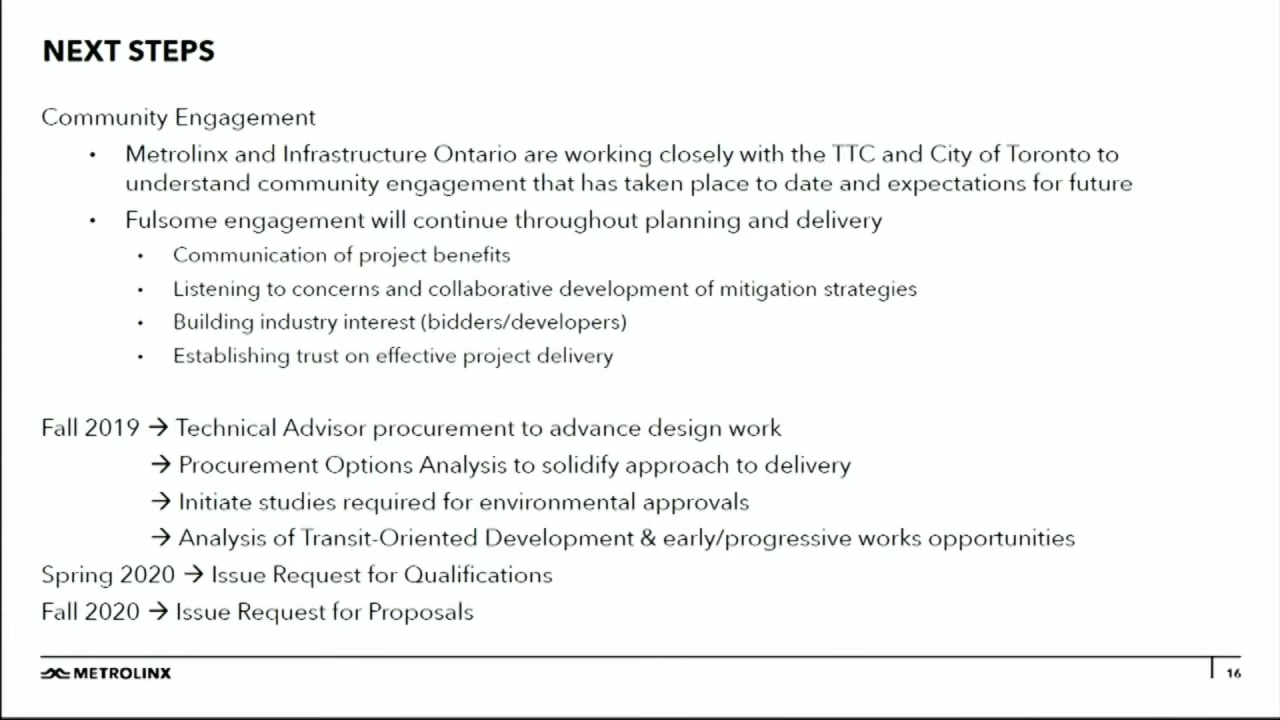 NEXT STEPS
Community Engagement
• Metrolinx and Infrastructure Ontario are working closely with the TTC and City of Toronto to
understand community engagement that has taken place to date and expectations for future
• Fulsome engagement will continue throughout planning and delivery
• Communication of project benefits
• Listening to concerns and collaborative development of mitigation strategies
• Building industry interest (bidders/developers)
• Establishing trust on effective project delivery
Fall 2019 → Technical Advisor procurement to advance design work
→ Procurement Options Analysis to solidify approach to delivery
→ Initiate studies required for environmental approvals
→ Analysis of Transit-Oriented Development & early/progressive works opportunities
Spring 2020 → Issue Request for Qualifications
Fall 2020 → Issue Request for Proposals
METROLINX
16